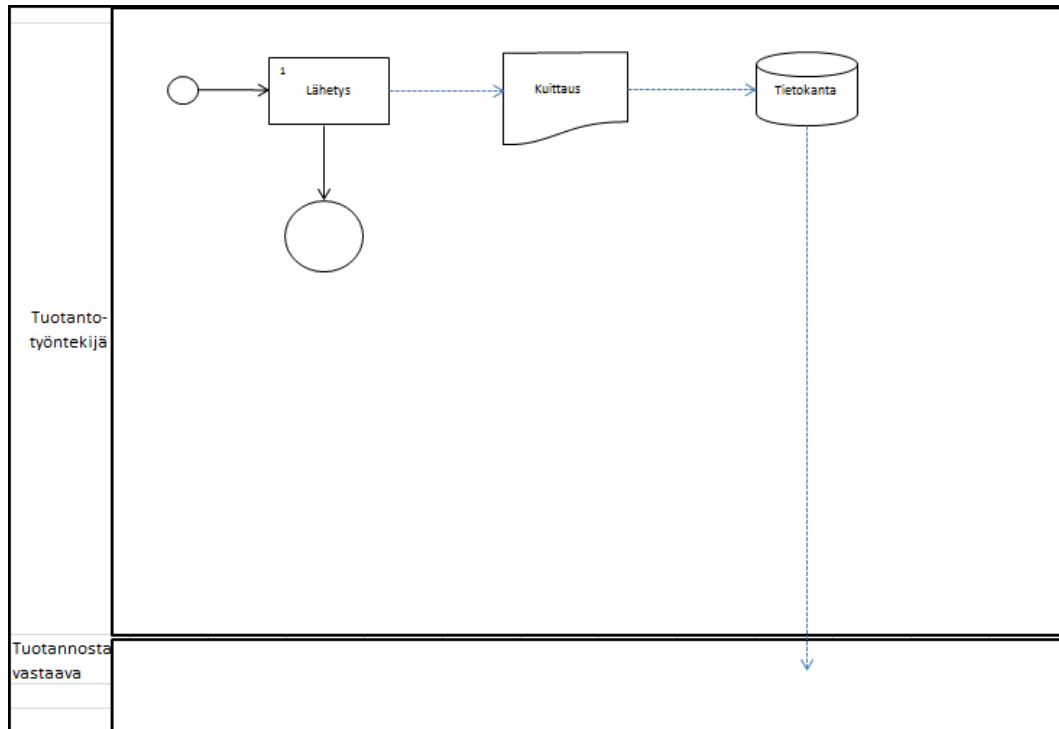 1
Lähetys
Kuittaus
Tietokanta
Tuotanto-
työntekijä
Tuotannosta
vastaava